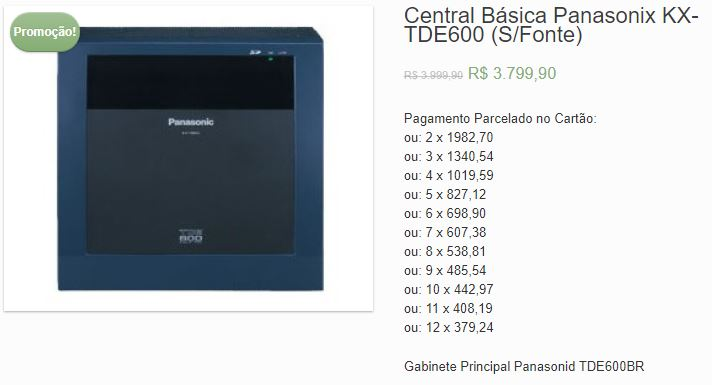 Promoção!
Panasonic
TDE
600
Central Básica Panasonix KX-
TDE600 (S/Fonte)
R$ 3.999,90 R$ 3.799,90
Pagamento Parcelado no Cartão:
ou: 2 x 1982,70
ou: 3 x 1340,54
ou: 4 x 1019,59
ou: 5 x 827,12
ou: 6 x 698,90
ou: 7 x 607,38
ou: 8 x 538,81
ou: 9 x 485,54
ou: 10 x 442,97
ou: 11 x 408,19
ou: 12 x 379,24
Gabinete Principal Panasonid TDE600BR